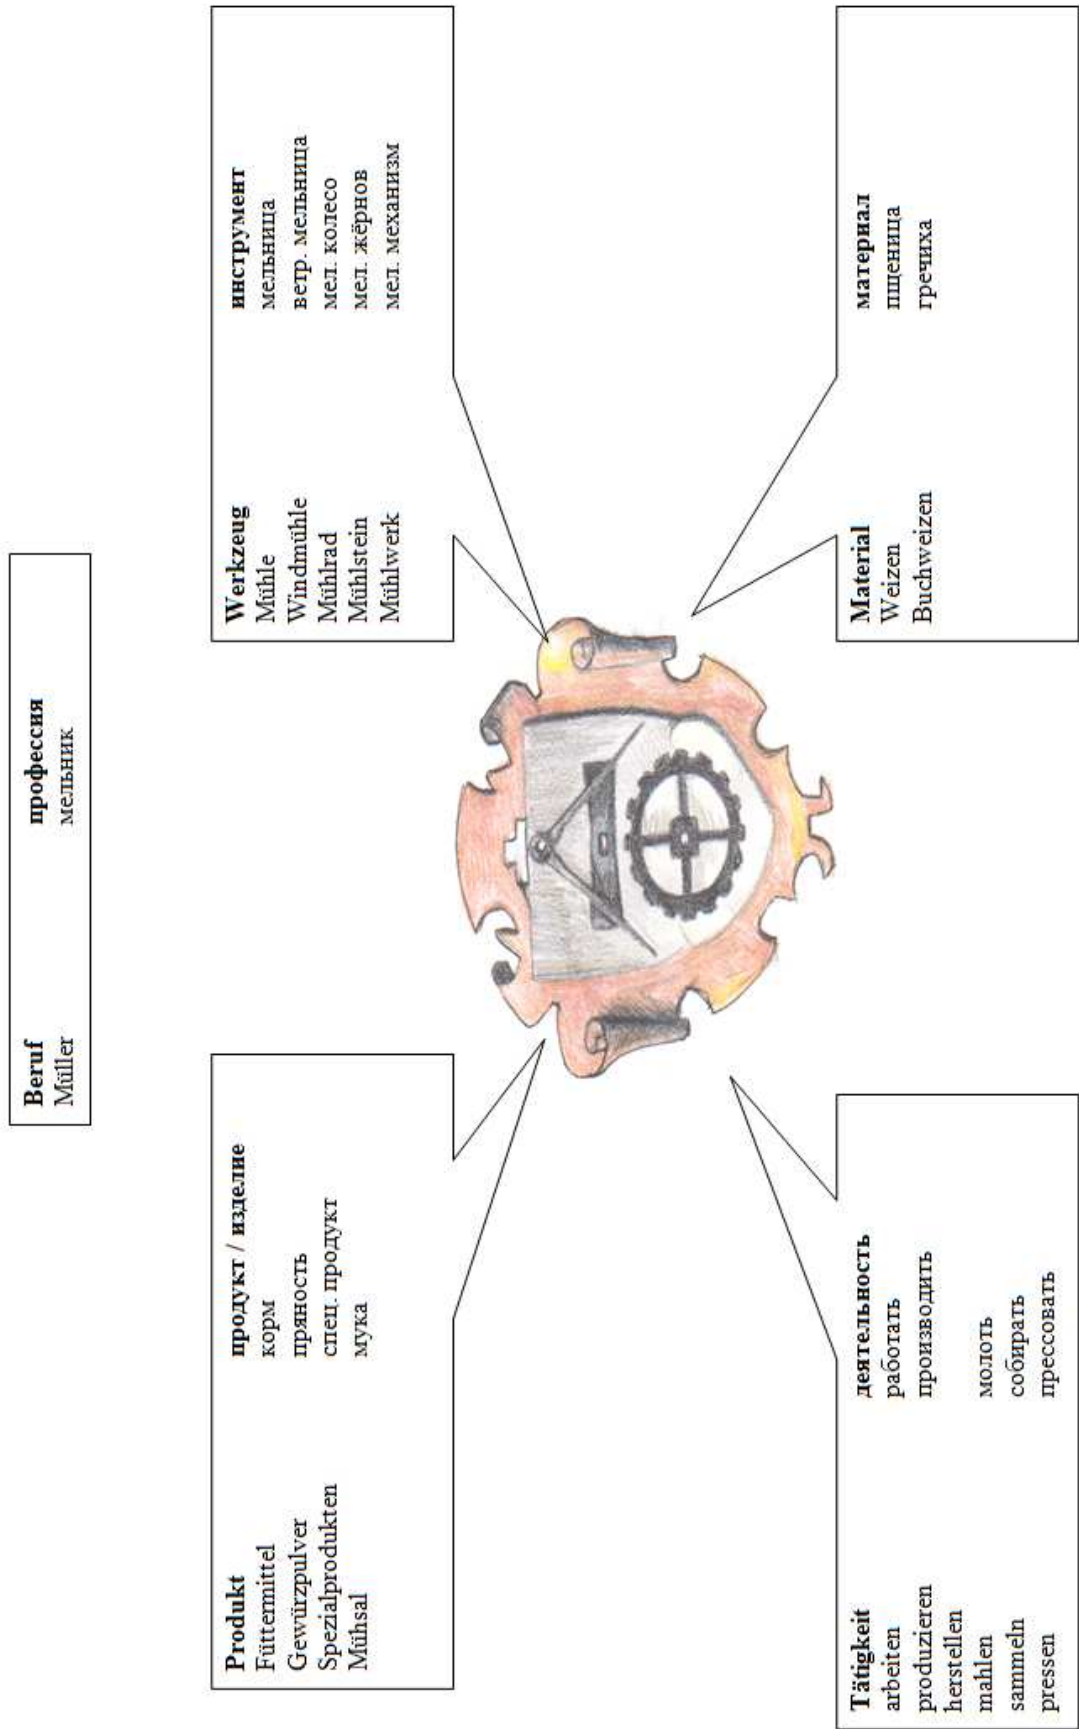 Beruf профессия
Müller мельник
Produkt продукт / изделие
Füttermittel корм
Gewürzpulver пряность
Spezialprodukten спец. продукт
Mühsal мука
Werkzeug инструмент
Mühle мельница
Windmühle ветр. мельница
Mühlrad мел. колесо
Mühlstein мел. жёрнов
Mühlwerk мел. механизм
Tätigkeit деятельность
arbeiten работать
produzieren производить
herstellen
mahlen молоть
sammeln собирать
pressen прессовать
Material материал
Weizen пщеница
Buchweizen гречиха